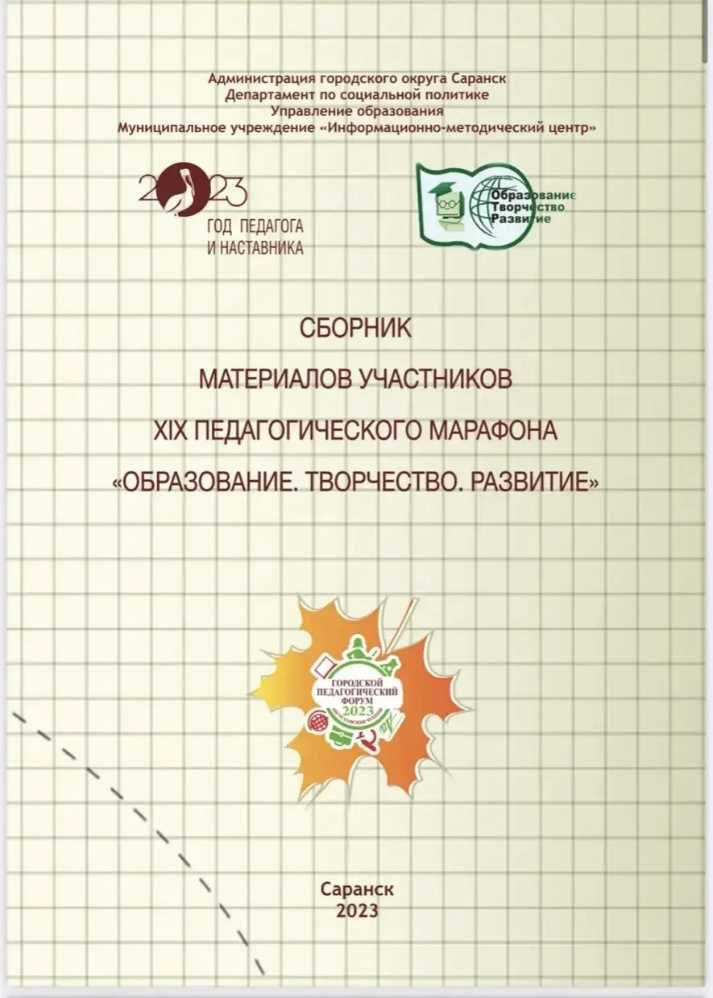 Администрация городского округа Саранск
Департамент по социальной политике
Управление образования
Муниципальное учреждение «Информационно-методический центр»
2023
ГОД ПЕДАГОГА
И НАСТАВНИКА
Образование
Творчество
Развитие
СБОРНИК
МАТЕРИАЛОВ УЧАСТНИКОВ
XIX ПЕДАГОГИЧЕСКОГО МАРАФОНА
«ОБРАЗОВАНИЕ. ТВОРЧЕСТВО. РАЗВИТИЕ»
ГОРОДСКОЙ
ПЕДАГОГИЧЕСКИЙ
ФОРУМ
2023
Саранск
2023